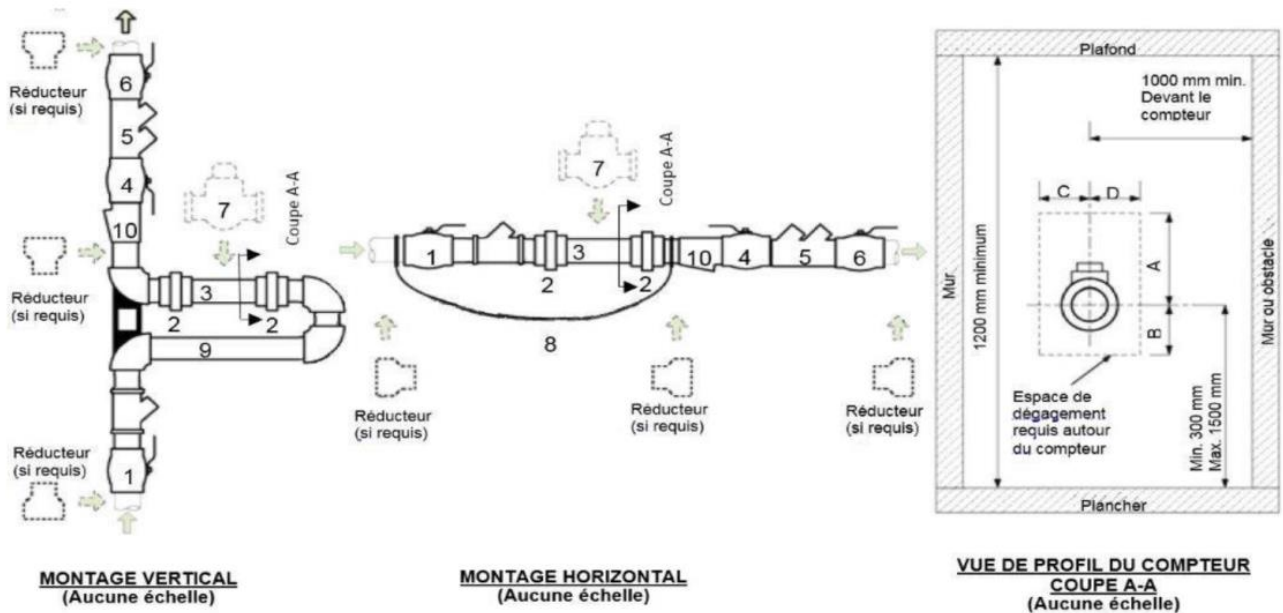 6
Réducteur
(si requis)
5
4
7
Coupe A-A
10
Réducteur
(si requis)
3
2
2
9
Réducteur
(si requis)
1
MONTAGE VERTICAL
(Aucune échelle)
7
Coupe A-A
1
3
10
4
5
6
2
2
8
Réducteur
(si requis)
Réducteur
(si requis)
Réducteur
(si requis)
MONTAGE HORIZONTAL
(Aucune échelle)
Plafond
1000 mm min.
Devant le
compteur
C
D
A
B
Mur
1200 mm minimum
Mur ou obstacle
Espace de
dégagement
requis autour
du compteur
Min. 300 mm
Max. 1500 mm
Plancher
VUE DE PROFIL DU COMPTEUR
COUPE A-A
(Aucune échelle)